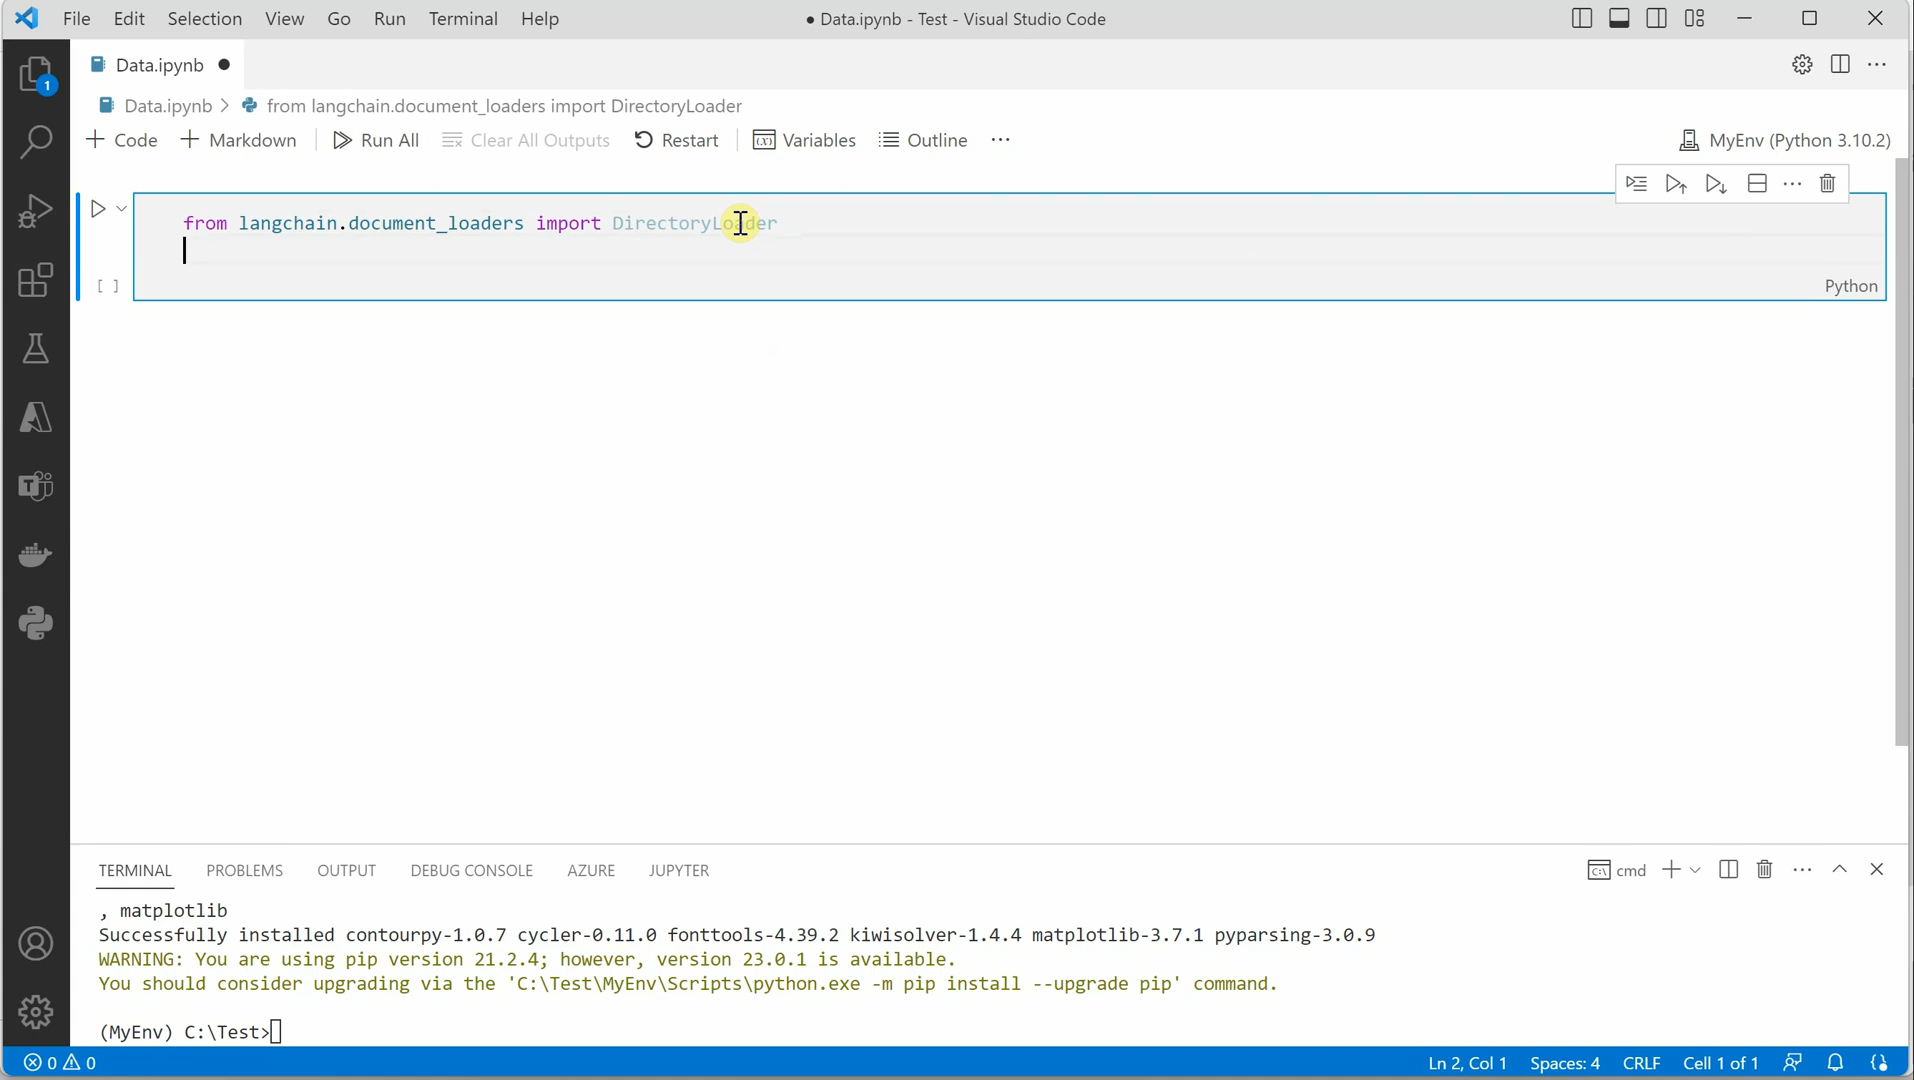 File Edit Selection View Go Run Terminal Help ● Data.ipynb - Test - Visual Studio Code
Data.ipynb ●
Data.ipynb > from langchain.document_loaders import DirectoryLoader
+ Code + Markdown Run All Clear All Outputs Restart (x) Variables Outline ...
MyEnv (Python 3.10.2)
1
from langchain.document_loaders import DirectoryLoader
[ ]
Python
TERMINAL PROBLEMS OUTPUT DEBUG CONSOLE AZURE JUPYTER cmd
, matplotlib
Successfully installed contourpy-1.0.7 cycler-0.11.0 fonttools-4.39.2 kiwisolver-1.4.4 matplotlib-3.7.1 pyparsing-3.0.9
WARNING: You are using pip version 21.2.4; however, version 23.0.1 is available.
You should consider upgrading via the 'C:\Test\MyEnv\Scripts\python.exe -m pip install --upgrade pip' command.
(MyEnv) C:\Test>
0 0 Ln 2, Col 1 Spaces: 4 CRLF Cell 1 of 1